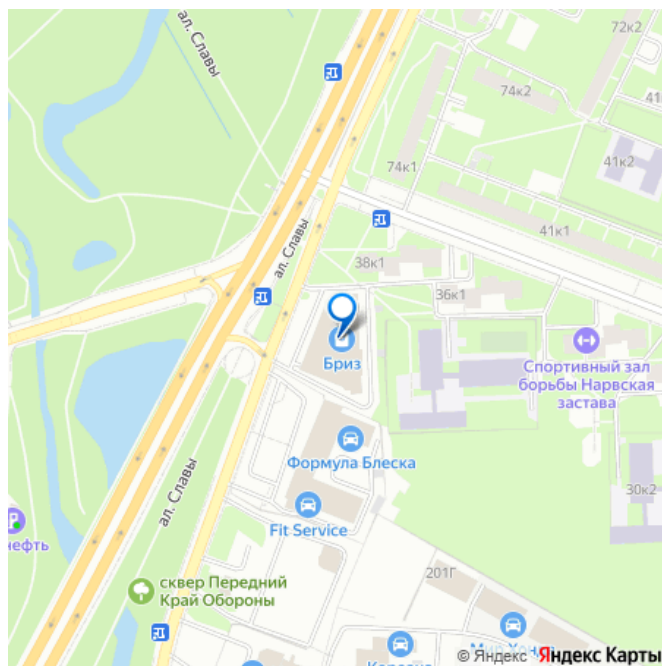 ал. Славы
72к2
74к2
41
41к2
74к1
41к1
ал. Славы
38к1
36к1
Бриз
Спортивный зал
борьбы Нарвская
застава
Формула Блеска
ал. Славы
30к2
Fit Service
нефть
201Г
сквер Передний
Край Обороны
© Яндекс Яндекс Карты